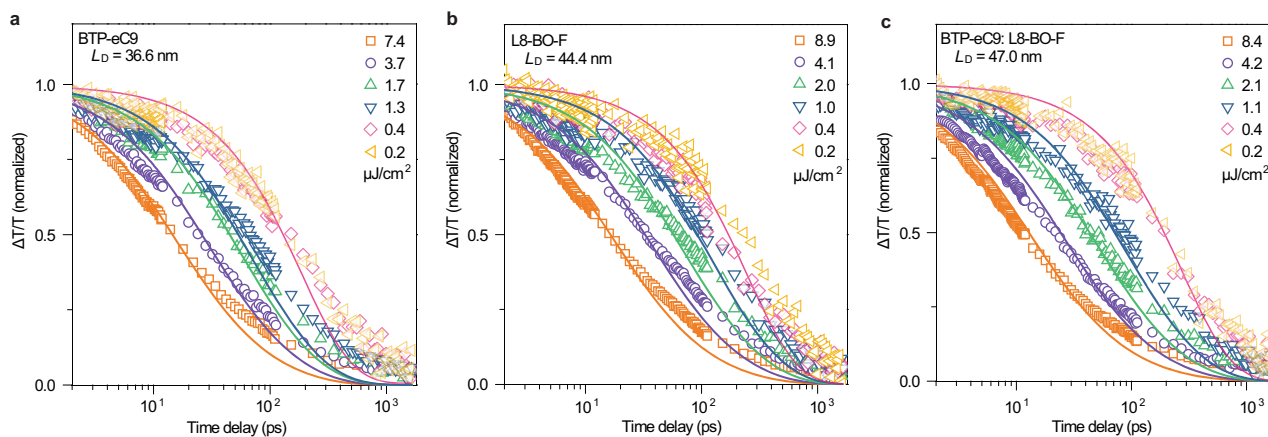 a
BTP-eC9
L_D = 36.6 nm
7.4
3.7
1.7
1.3
0.4
0.2
µJ/cm²
1.0
0.5
0.0
ΔT/T (normalized)
10¹
10²
10³
Time delay (ps)
b
L8-BO-F
L_D = 44.4 nm
8.9
4.1
2.0
1.0
0.4
0.2
µJ/cm²
1.0
0.5
0.0
ΔT/T (normalized)
10¹
10²
10³
Time delay (ps)
c
BTP-eC9: L8-BO-F
L_D = 47.0 nm
8.4
4.2
2.1
1.1
0.4
0.2
µJ/cm²
1.0
0.5
0.0
ΔT/T (normalized)
10¹
10²
10³
Time delay (ps)